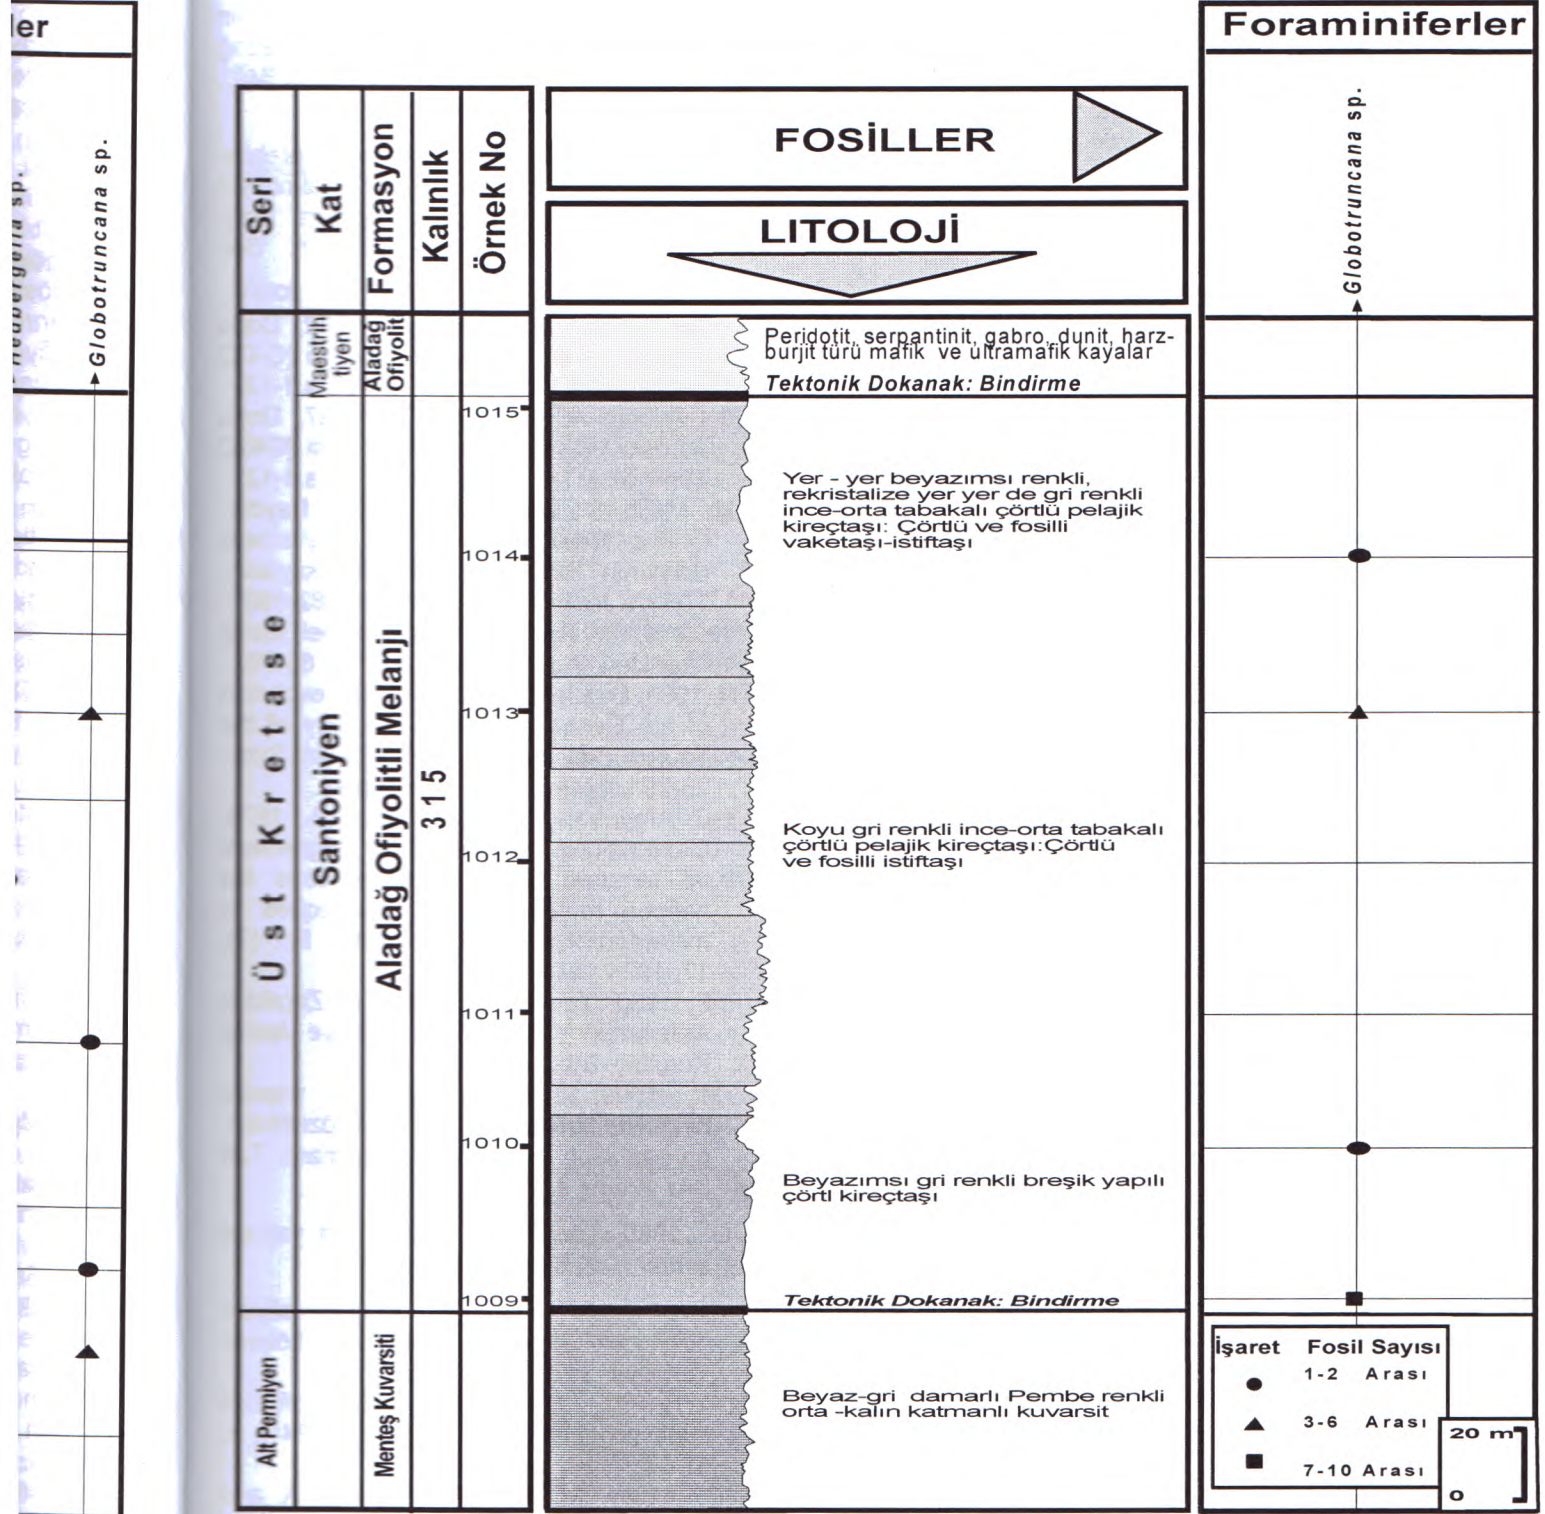 ler
sp.
Globotruncana sp.
Seri
Kat
Formasyon
Kalınlık
Örnek No
FOSİLLER
LITOLOJİ
Foraminiferler
Globotruncana sp.
Üst Kretase
Maestrih
tiyen
Aladağ
Ofiyolit
Peridotit, serpantinit, gabro, dunit, harz-
burjit türü mafik ve ultramafik kayalar
Tektonik Dokanak: Bindirme
Santoniyen
Aladağ Ofiyolitli Melanjı
315
1015
1014
1013
1012
1011
1010
1009
Yer - yer beyazımsı renkli,
rekristalize yer yer de gri renkli
ince-orta tabakalı çörtlü pelajik
kireçtaşı: Çörtlü ve fosilli
vaketaşı-istiftaşı
Koyu gri renkli ince-orta tabakalı
çörtlü pelajik kireçtaşı:Çörtlü
ve fosilli istiftaşı
Beyazımsı gri renkli breşik yapılı
çörtl kireçtaşı
Tektonik Dokanak: Bindirme
Alt Permiyen
Menteş Kuvarsiti
Beyaz-gri damarlı Pembe renkli
orta -kalın katmanlı kuvarsit
İşaret Fosil Sayısı
1-2 Arası
3-6 Arası
7-10 Arası
20 m
0